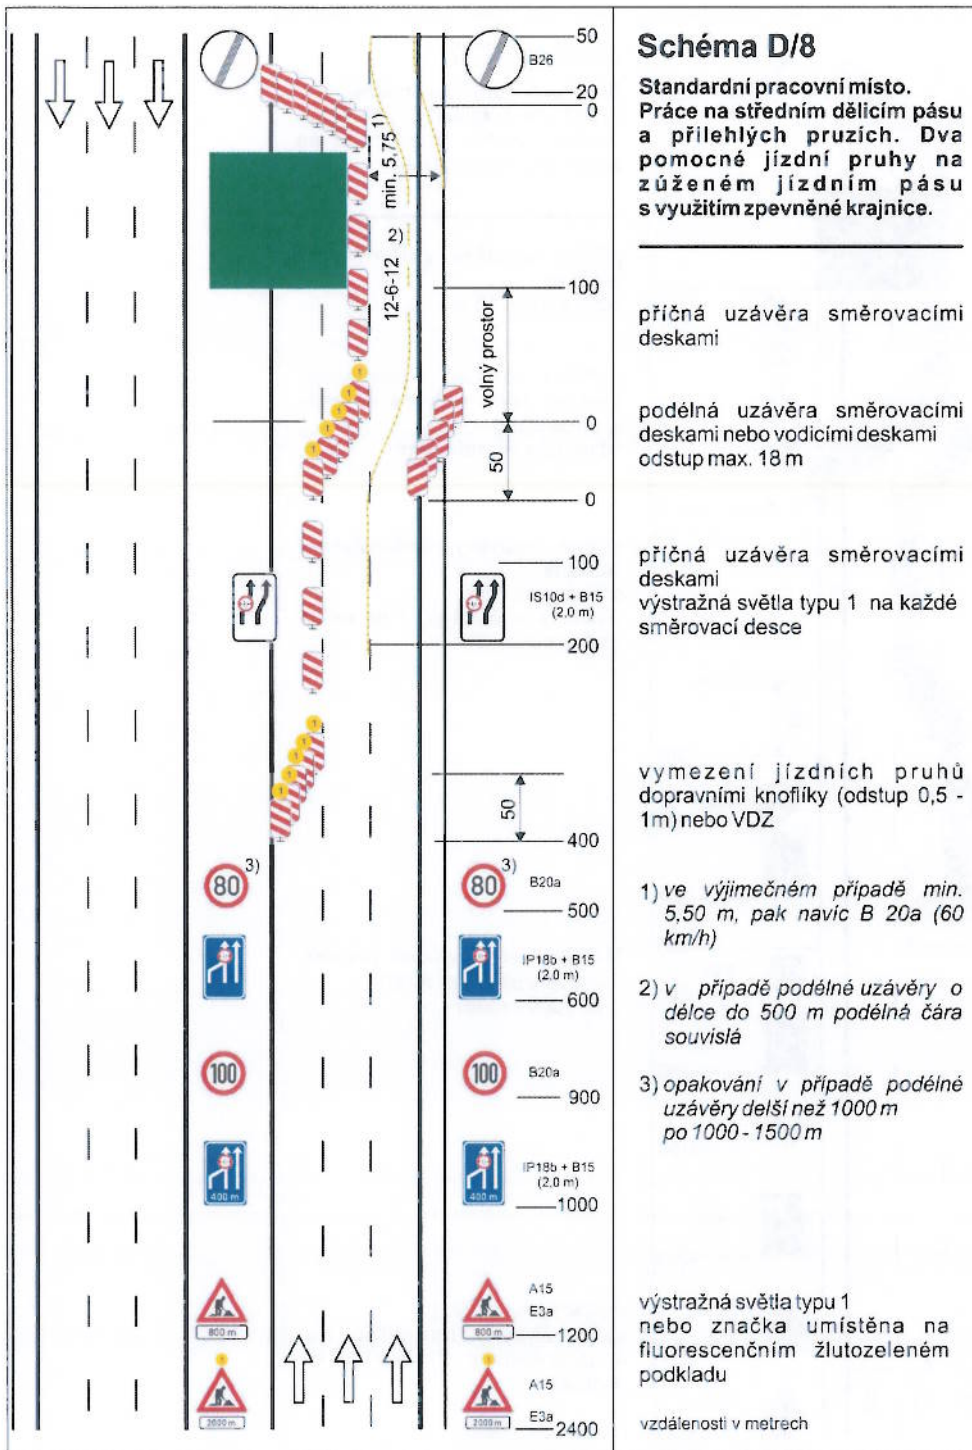 50
B26
20
0
1)
min. 5,75
2)
12-6-12
100
volný prostor
0
50
0
100
IS10d + B15
(2,0 m)
200
50
400
3)
80
3)
80
B20a
500
IP18b + B15
(2,0 m)
600
100
100
B20a
900
400 m
400 m
IP18b + B15
(2,0 m)
1000
A15
E3a
800 m
800 m
1200
A15
E3a
2000 m
2000 m
2400
Schéma D/8
Standardní pracovní místo.
Práce na středním dělicím pásu
a přilehlých pruzích. Dva
pomocné jízdní pruhy na
zúženém jízdním pásu
s využitím zpevněné krajnice.
příčná uzávěra směrovacími
deskami
podélná uzávěra směrovacími
deskami nebo vodicími deskami
odstup max. 18 m
příčná uzávěra směrovacími
deskami
výstražná světla typu 1 na každé
směrovací desce
vymezení jízdních pruhů
dopravními knoflíky (odstup 0,5 -
1m) nebo VDZ
1) ve výjimečném případě min.
5,50 m, pak navíc B 20a (60
km/h)
2) v případě podélné uzávěry o
délce do 500 m podélná čára
souvislá
3) opakování v případě podélné
uzávěry delší než 1000 m
po 1000 - 1500 m
výstražná světla typu 1
nebo značka umístěna na
fluorescenčním žlutozeleném
podkladu
vzdálenosti v metrech